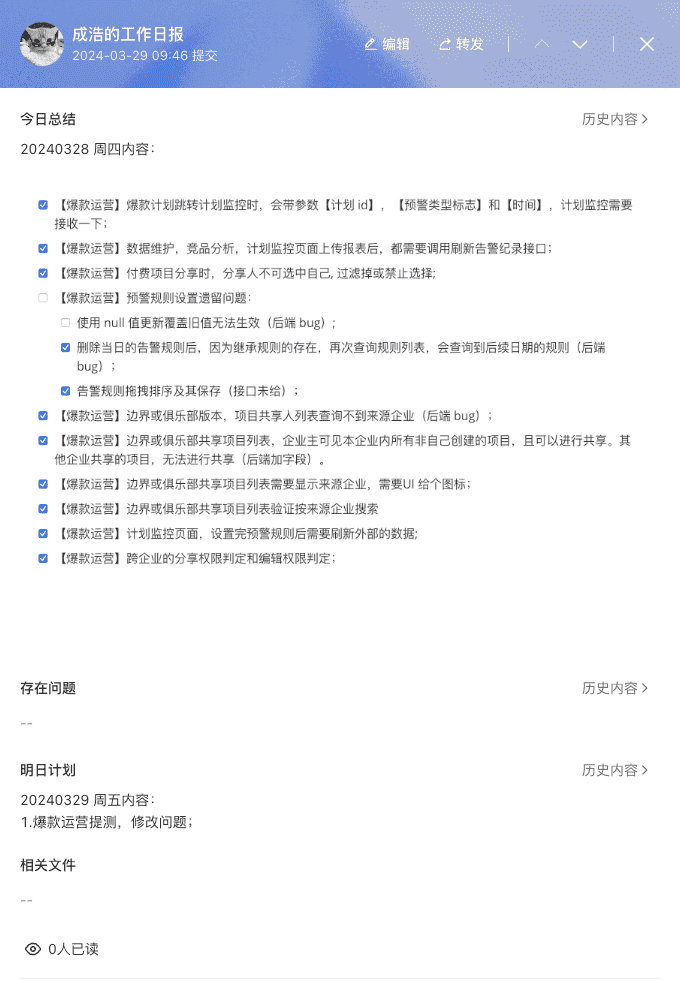 成浩的工作日报
2024-03-29 09:46 提交
编辑
转发
今日总结
历史内容
20240328 周四内容：
【爆款运营】爆款计划跳转计划监控时，会带参数【计划 id】，【预警类型标志】和【时间】，计划监控需要
接收一下；
【爆款运营】数据维护，竞品分析，计划监控页面上传报表后，都需要调用刷新告警纪录接口；
【爆款运营】付费项目分享时，分享人不可选中自己, 过滤掉或禁止选择;
【爆款运营】预警规则设置遗留问题：
使用 null 值更新覆盖旧值无法生效（后端 bug）；
删除当日的告警规则后，因为继承规则的存在，再次查询规则列表，会查询到后续日期的规则（后端
bug）；
告警规则拖拽排序及其保存（接口未给）；
【爆款运营】边界或俱乐部版本，项目共享人列表查询不到来源企业（后端 bug）；
【爆款运营】边界或俱乐部共享项目列表，企业主可见本企业内所有非自己创建的项目，且可以进行共享。其
他企业共享的项目，无法进行共享（后端加字段）。
【爆款运营】边界或俱乐部共享项目列表需要显示来源企业，需要UI 给个图标；
【爆款运营】边界或俱乐部共享项目列表验证按来源企业搜索
【爆款运营】计划监控页面，设置完预警规则后需要刷新外部的数据;
【爆款运营】跨企业的分享权限判定和编辑权限判定；
存在问题
历史内容
--
明日计划
历史内容
20240329 周五内容：
1.爆款运营提测，修改问题；
相关文件
--
0人已读